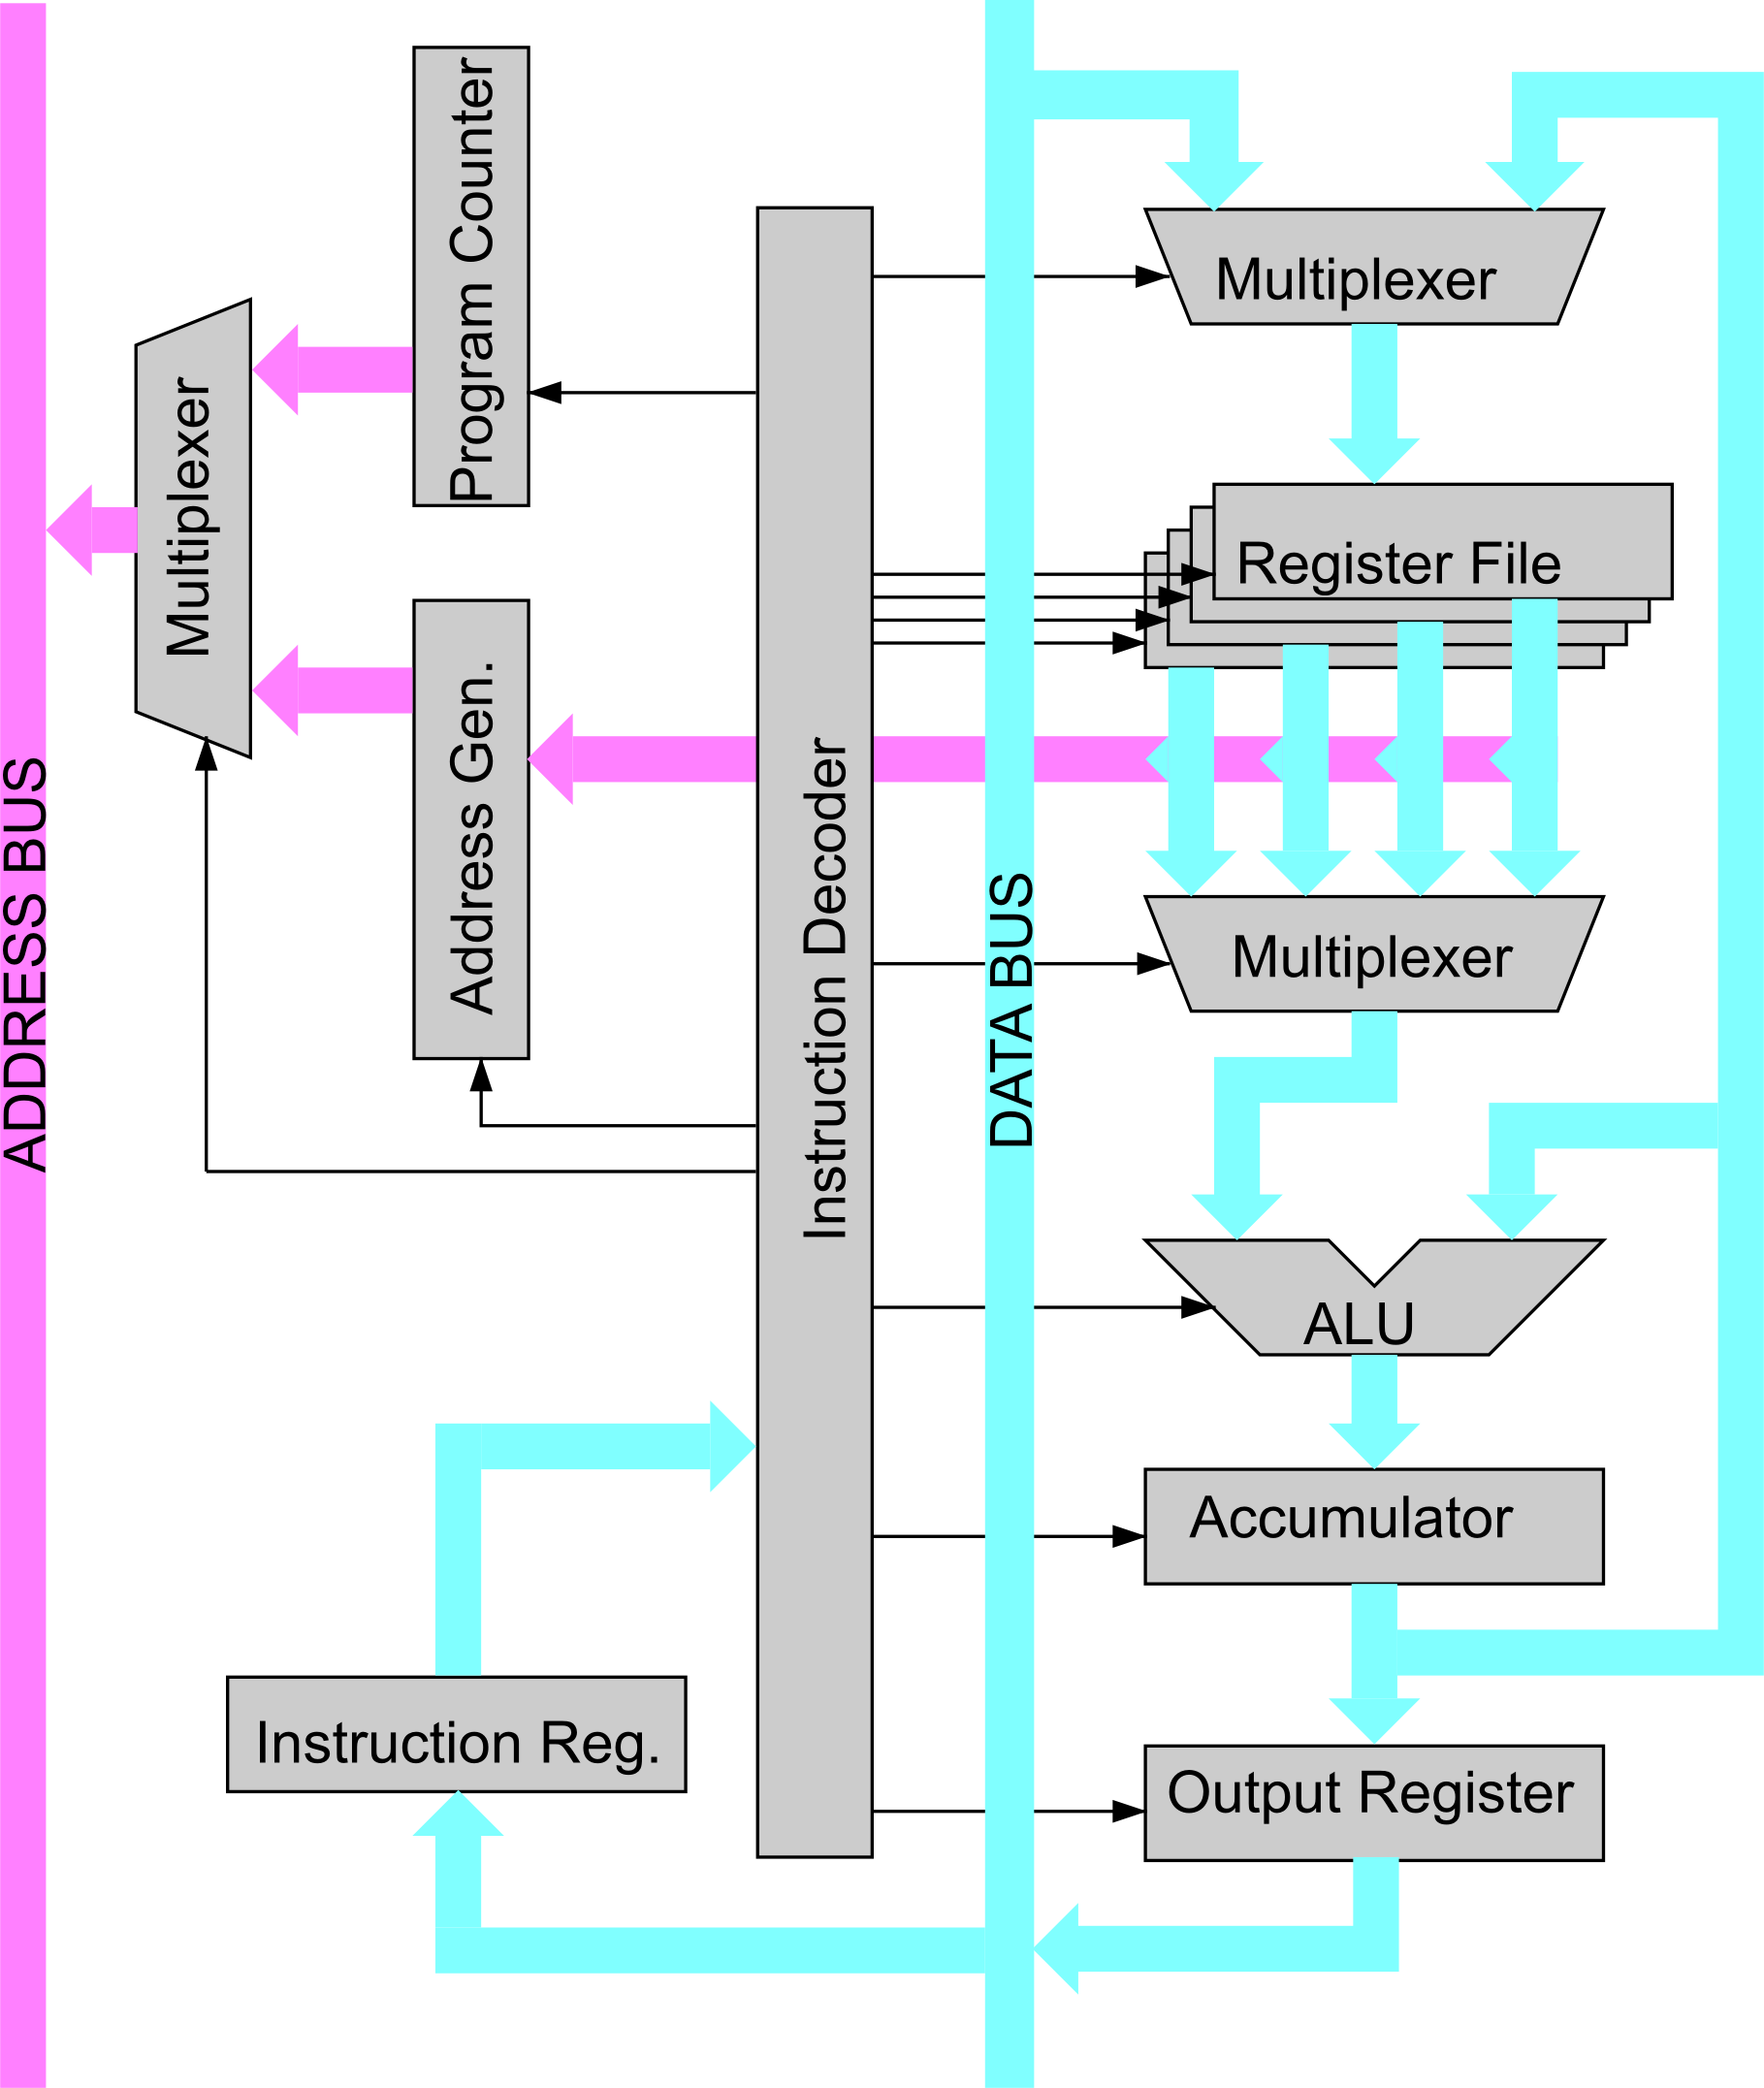 ADDRESS BUS
Multiplexer
Program Counter
Address Gen.
Instruction Decoder
Instruction Reg.
DATA BUS
Multiplexer
Register File
Multiplexer
ALU
Accumulator
Output Register